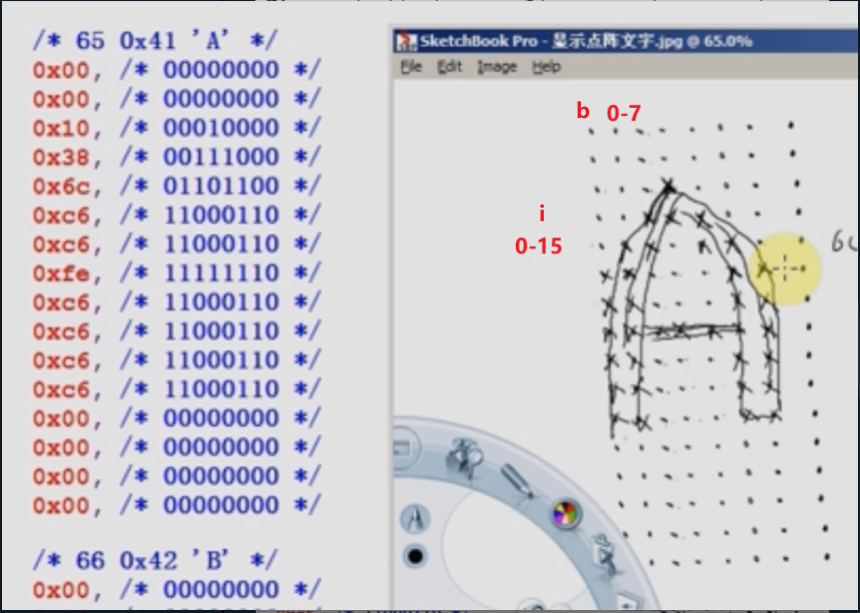 /* 65 0x41 'A' */
0x00, /* 00000000 */
0x00, /* 00000000 */
0x10, /* 00010000 */
0x38, /* 00111000 */
0x6c, /* 01101100 */
0xc6, /* 11000110 */
0xc6, /* 11000110 */
0xfe, /* 11111110 */
0xc6, /* 11000110 */
0xc6, /* 11000110 */
0xc6, /* 11000110 */
0xc6, /* 11000110 */
0x00, /* 00000000 */
0x00, /* 00000000 */
0x00, /* 00000000 */
0x00, /* 00000000 */
/* 66 0x42 'B' */
0x00, /* 00000000 */
SketchBook Pro - 显示点阵文字.jpg @ 65.0%
File Edit Image Help
b 0-7
i
0-15